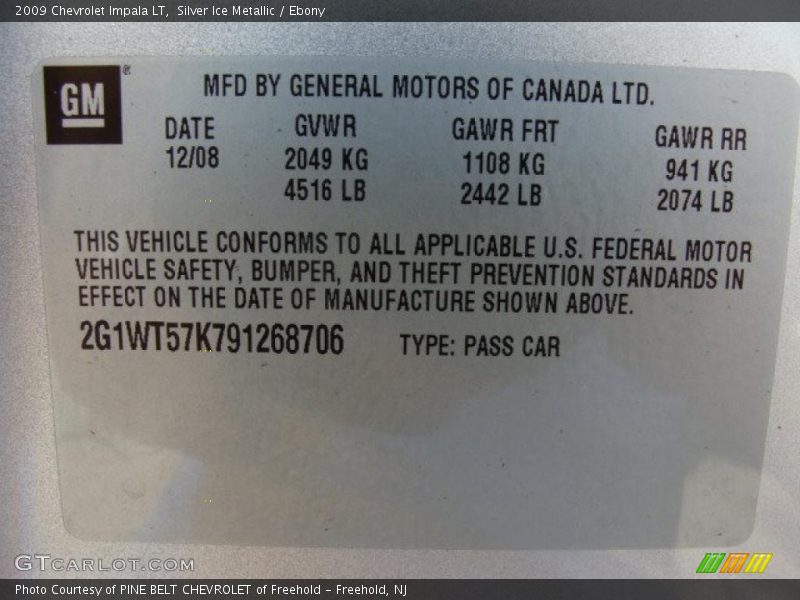 2009 Chevrolet Impala LT, Silver Ice Metallic / Ebony
GM®
MFD BY GENERAL MOTORS OF CANADA LTD.
DATE GVWR GAWR FRT GAWR RR
12/08 2049 KG 1108 KG 941 KG
4516 LB 2442 LB 2074 LB
THIS VEHICLE CONFORMS TO ALL APPLICABLE U.S. FEDERAL MOTOR
VEHICLE SAFETY, BUMPER, AND THEFT PREVENTION STANDARDS IN
EFFECT ON THE DATE OF MANUFACTURE SHOWN ABOVE.
2G1WT57K791268706 TYPE: PASS CAR
GTCARLOT.COM
Photo Courtesy of PINE BELT CHEVROLET of Freehold - Freehold, NJ